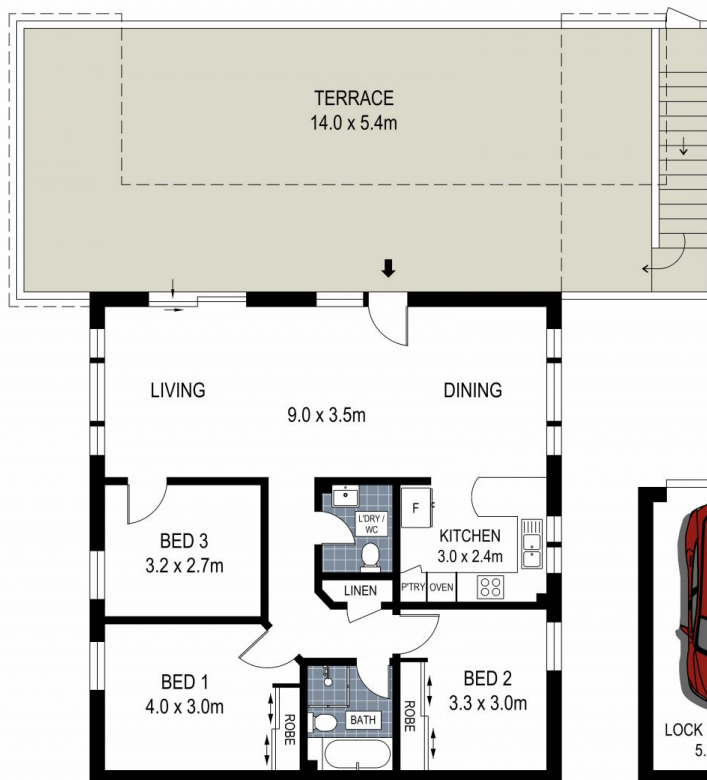 TERRACE
14.0 x 5.4m
LIVING
DINING
9.0 x 3.5m
L'DRY /
WC
F
KITCHEN
3.0 x 2.4m
BED 3
3.2 x 2.7m
P'TRY
OVEN
LINEN
BED 1
4.0 x 3.0m
ROBE
BATH
ROBE
BED 2
3.3 x 3.0m
LOCK
5.